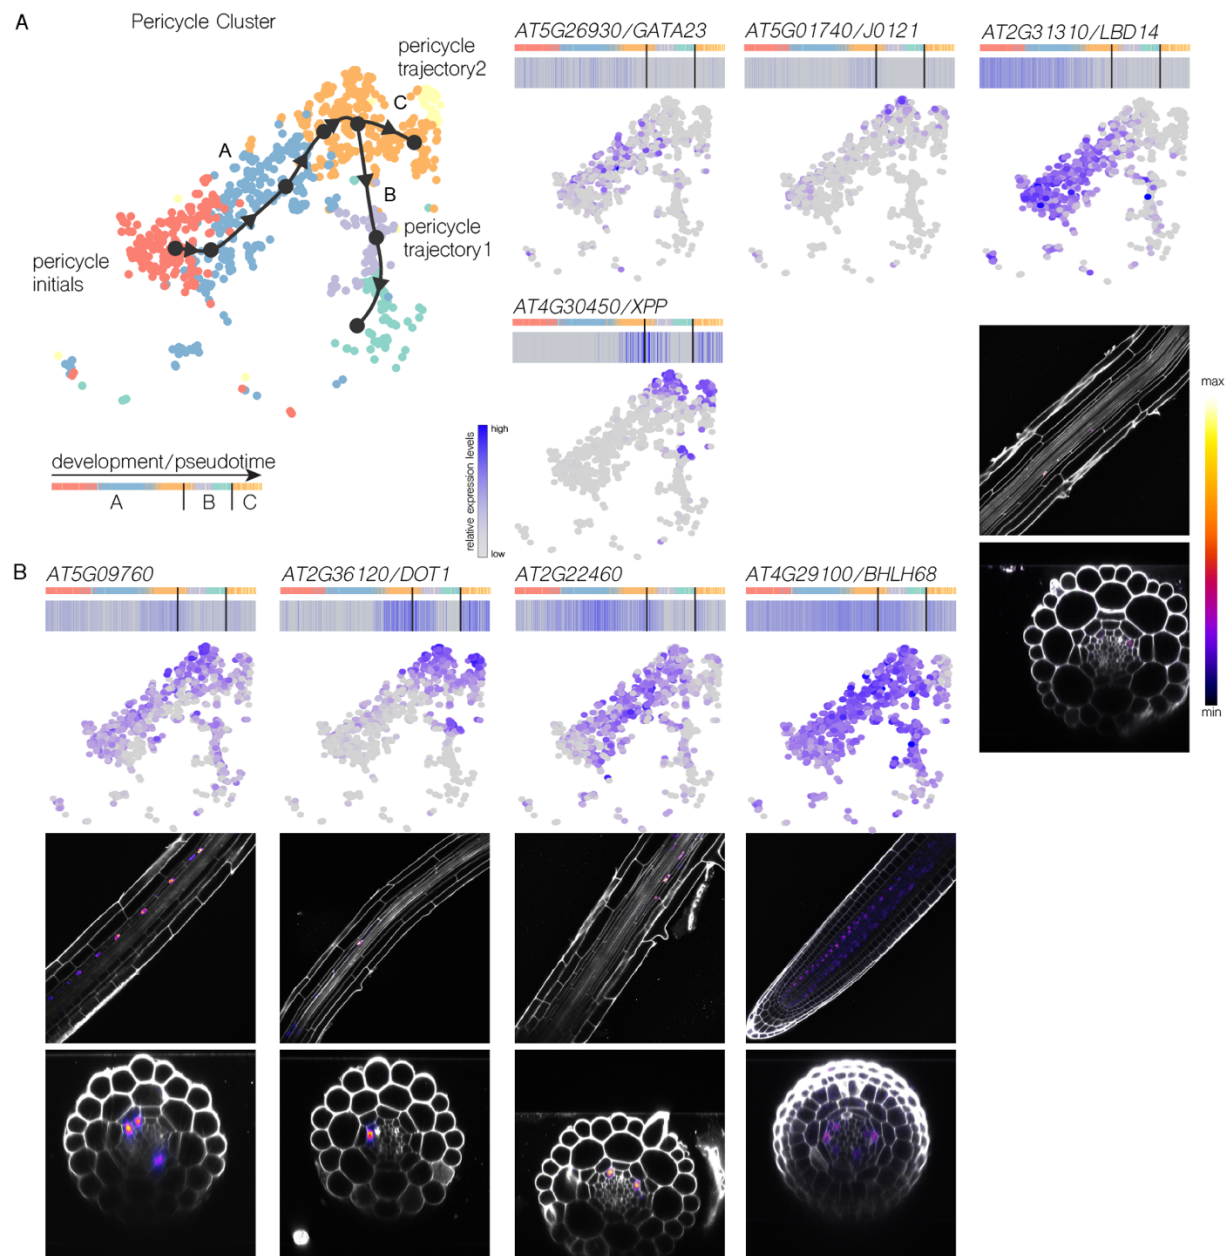 A
Pericycle Cluster
pericycle
trajectory2
C
A
B
pericycle
trajectory1
pericycle
initials
development/pseudotime
A
B
C
AT5G26930/GATA23
AT5G01740/J0121
AT2G31310/LBD14
AT4G30450/XPP
high
relative expression levels
low
max
min
B
AT5G09760
AT2G36120/DOT1
AT2G22460
AT4G29100/BHLH68